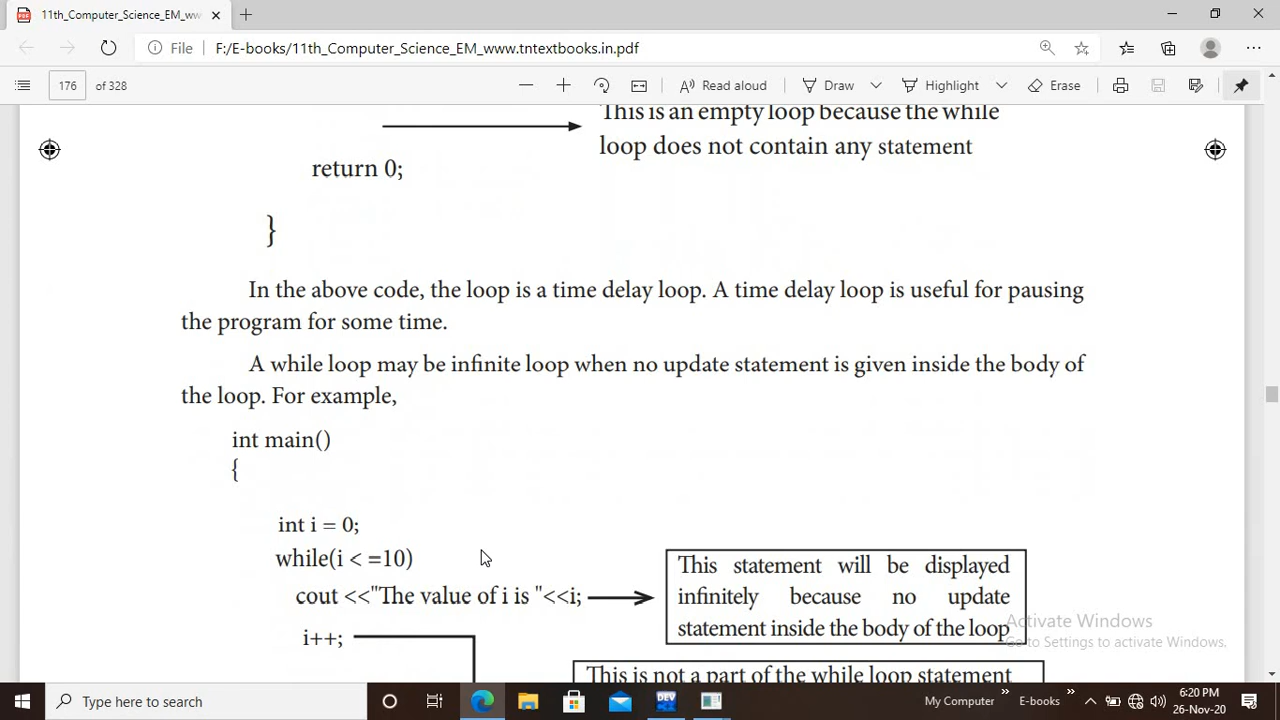 11th_Computer_Science_EM_ww
File
F:/E-books/11th_Computer_Science_EM_www.tntextbooks.in.pdf
176 of 328
Read aloud
Draw
Highlight
Erase
This is an empty loop because the while
loop does not contain any statement
return 0;
}
In the above code, the loop is a time delay loop. A time delay loop is useful for pausing
the program for some time.
A while loop may be infinite loop when no update statement is given inside the body of
the loop. For example,
int main()
{
int i = 0;
while(i < =10)
cout <<"The value of i is "<<i;
This statement will be displayed
infinitely because no update
statement inside the body of the loop
i++;
This is not a part of the while loop statement
Activate Windows
Go to Settings to activate Windows.
Type here to search
DEV
My Computer
E-books
6:20 PM
26-Nov-20